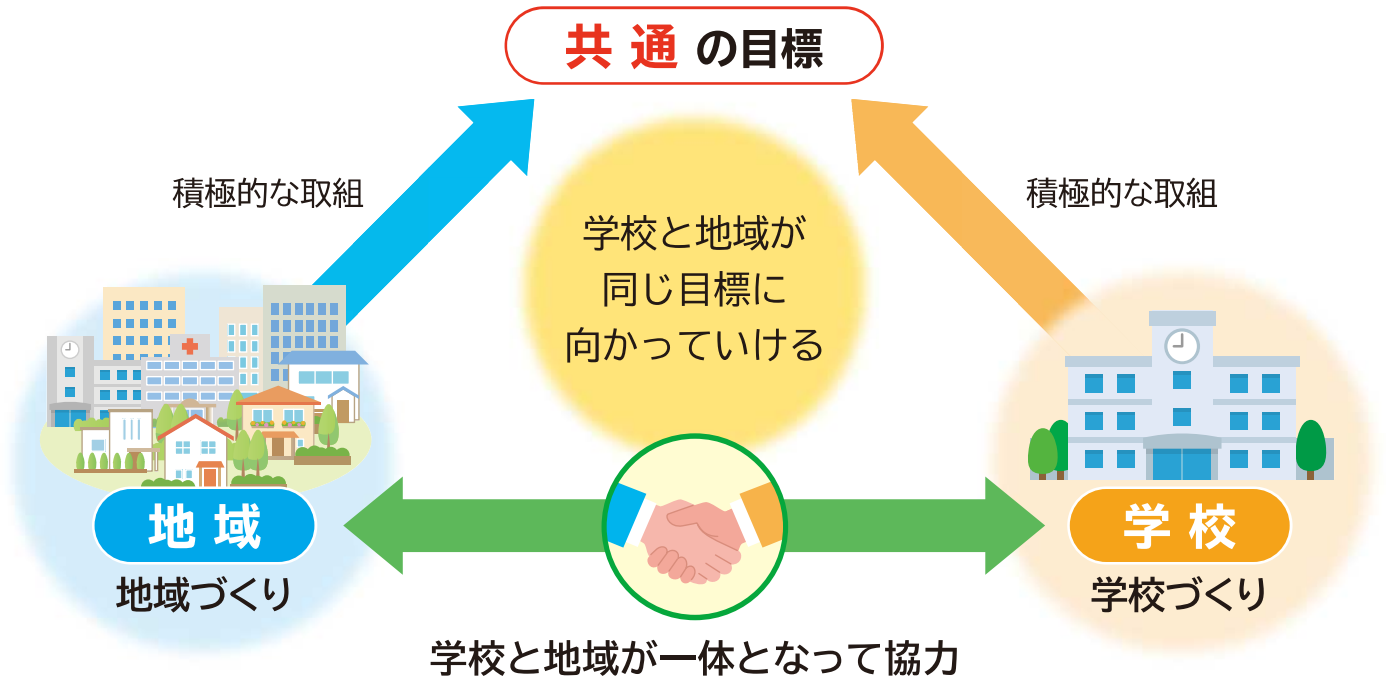 共通の目標
積極的な取組
積極的な取組
学校と地域が
同じ目標に
向かっていける
地域
地域づくり
学校
学校づくり
学校と地域が一体となって協力